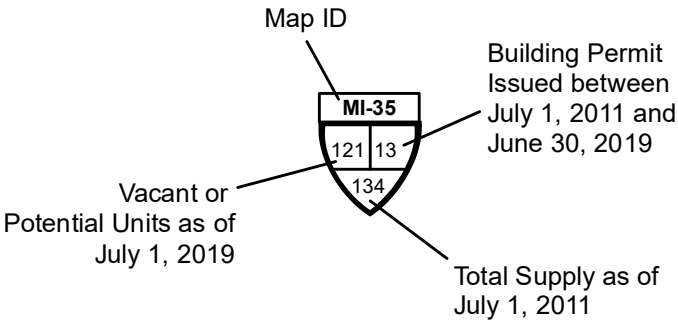 Map ID
Building Permit
Issued between
July 1, 2011 and
June 30, 2019
MI-35
121 13
134
Vacant or
Potential Units as of
July 1, 2019
Total Supply as of
July 1, 2011